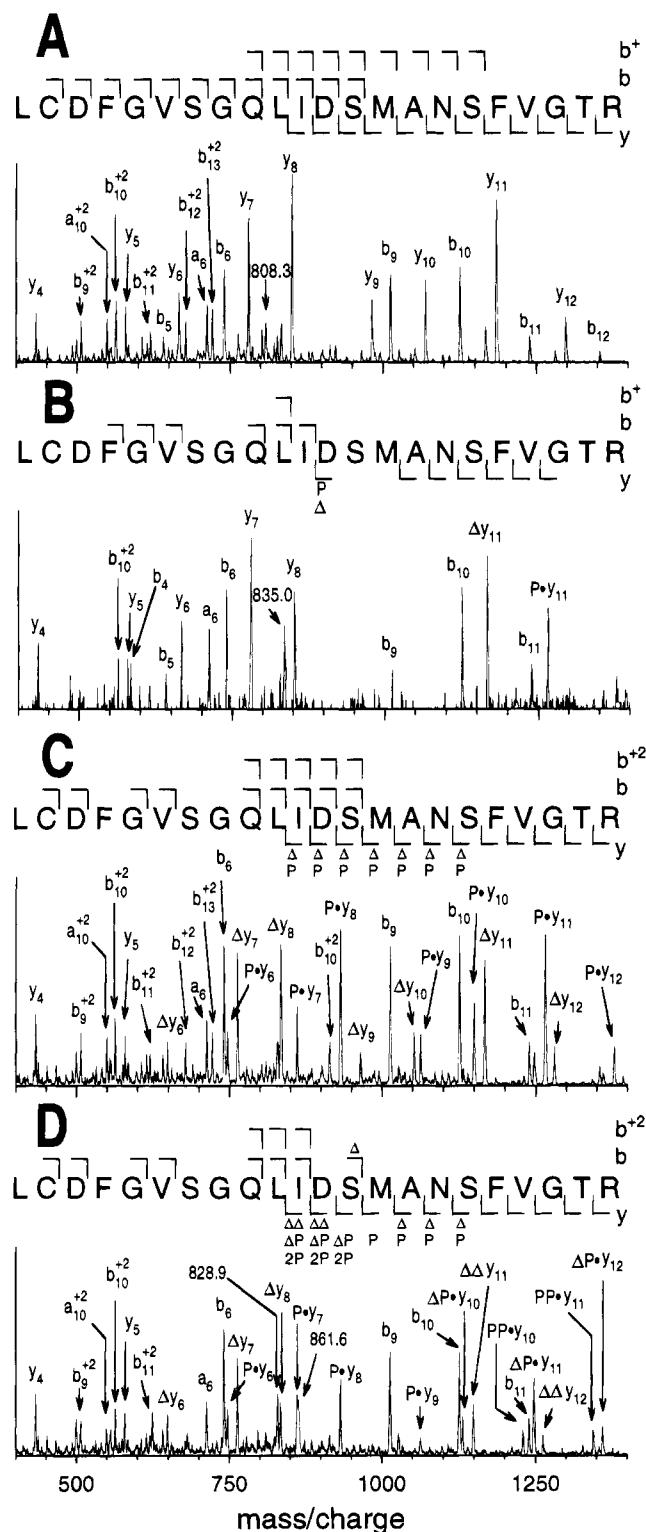 A
b⁺
b
L C D F G V S G Q L I D S M A N S F V G T R
y
y₄
b₉⁺²
a₁₀⁺²
b₁₀⁺²
y₅
b₁₁⁺²
b₅
y₆
b₁₂⁺²
a₆
b₁₃⁺²
b₆
y₇
808.3
y₈
y₉
b₉
y₁₀
b₁₀
y₁₁
b₁₁
y₁₂
b₁₂
B
b⁺
b
L C D F G V S G Q L I D S M A N S F V G T R
y
P
Δ
y₄
b₁₀⁺²
y₅
b₄
b₅
y₆
a₆
b₆
y₇
835.0
y₈
b₉
b₁₀
Δy₁₁
b₁₁
P•y₁₁
C
b⁺²
b
L C D F G V S G Q L I D S M A N S F V G T R
y
Δ Δ Δ Δ Δ Δ Δ
P P P P P P P
y₄
b₉⁺²
a₁₀⁺²
b₁₀⁺²
y₅
b₁₁⁺²
Δy₆
b₁₂⁺²
a₆
b₁₃⁺²
b₆
P•y₆
Δy₇
Δy₈
P•y₇
b₁₀⁺²
P•y₈
Δy₉
b₉
Δy₁₀
P•y₉
b₁₀
P•y₁₀
Δy₁₁
b₁₁
P•y₁₁
Δy₁₂
P•y₁₂
D
b⁺²
Δ
b
L C D F G V S G Q L I D S M A N S F V G T R
y
ΔΔ ΔΔ Δ Δ Δ
ΔP ΔP ΔP P P P P
2P 2P 2P
y₄
b₉⁺²
a₁₀⁺²
b₁₀⁺²
y₅
b₁₁⁺²
Δy₆
a₆
b₆
Δy₇
P•y₆
828.9
Δy₈
P•y₇
861.6
P•y₈
b₉
P•y₉
b₁₀
ΔP•y₁₀
ΔΔy₁₁
PP•y₁₀
b₁₁
ΔP•y₁₁
ΔΔy₁₂
PP•y₁₁
ΔP•y₁₂
500 750 1000 1250
mass/charge